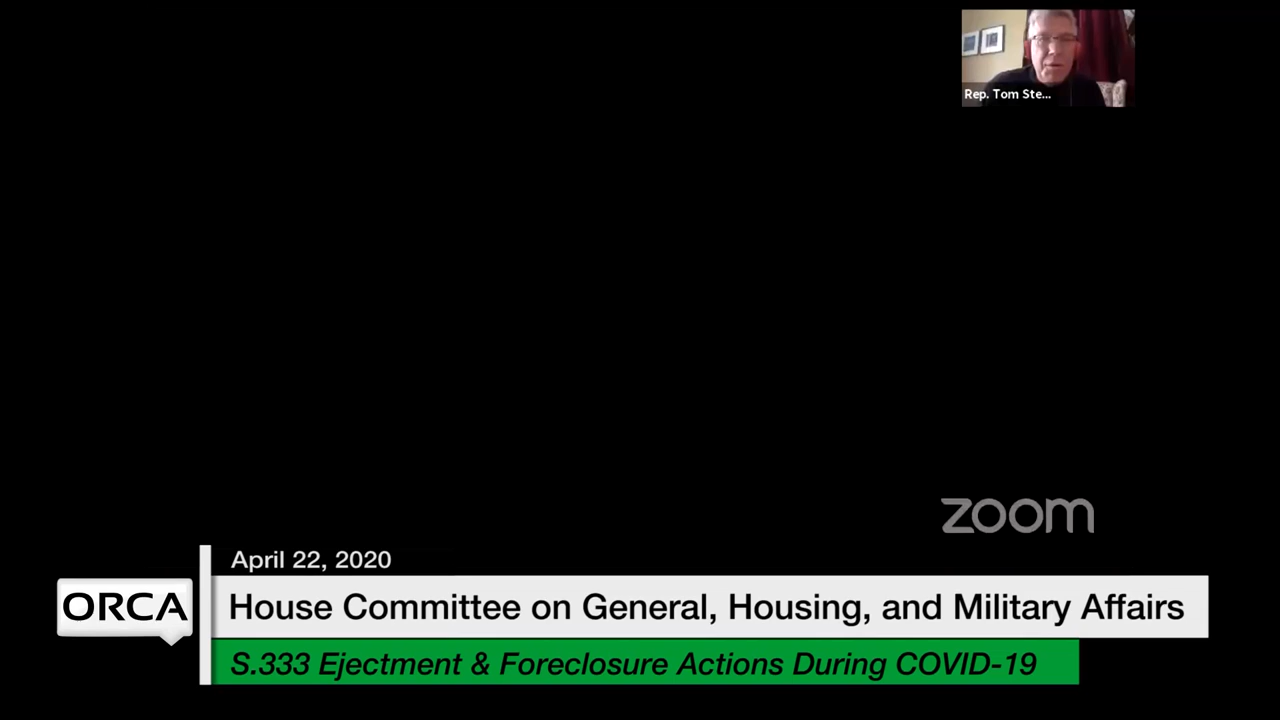 Rep. Tom Ste...
zoom
April 22, 2020
ORCA
House Committee on General, Housing, and Military Affairs
S.333 Ejectment & Foreclosure Actions During COVID-19